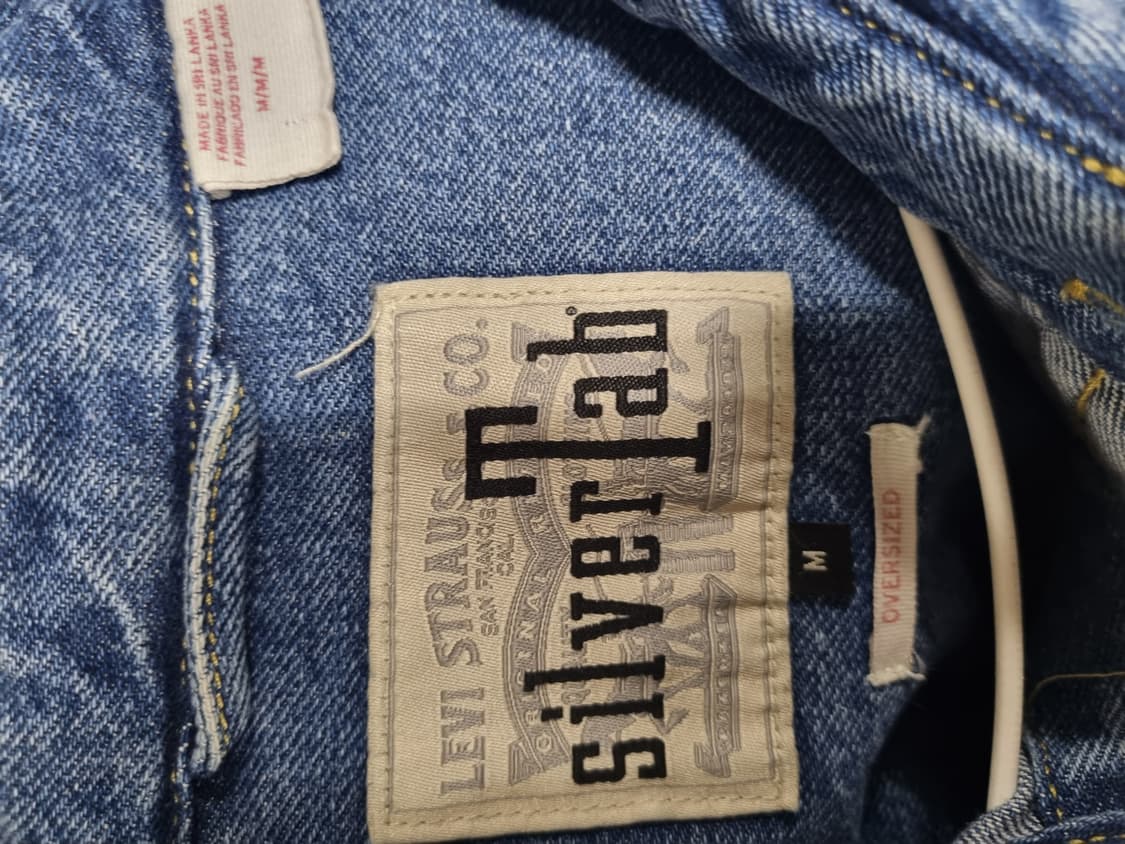 MADE IN SRI LANKA
FABRIQUE AU SRI LANKA
FABRICADO EN SRI LANKA
M/M/M
LEVI STRAUSS & CO.
SAN FRANCISCO
CAL.
silverTab
M
OVERSIZED